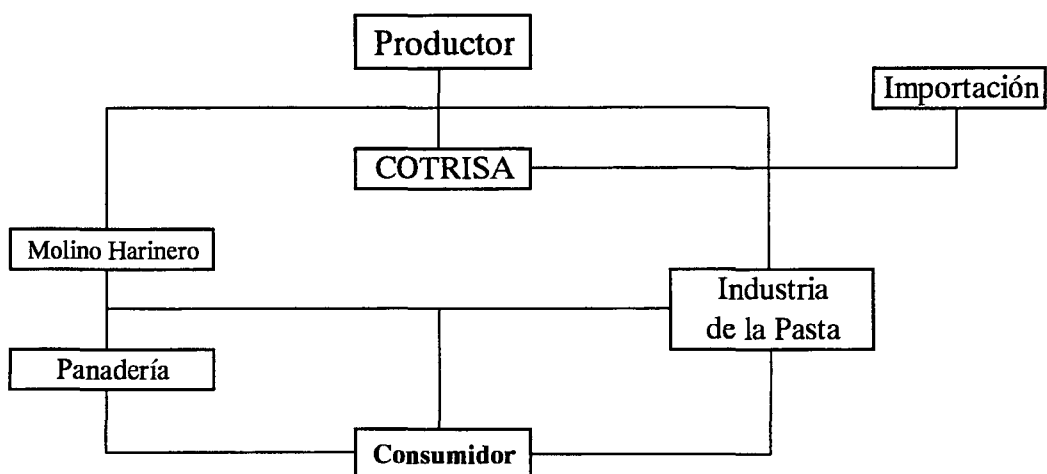 Productor
Importación
COTRISA
Molino Harinero
Industria
de la Pasta
Panadería
Consumidor